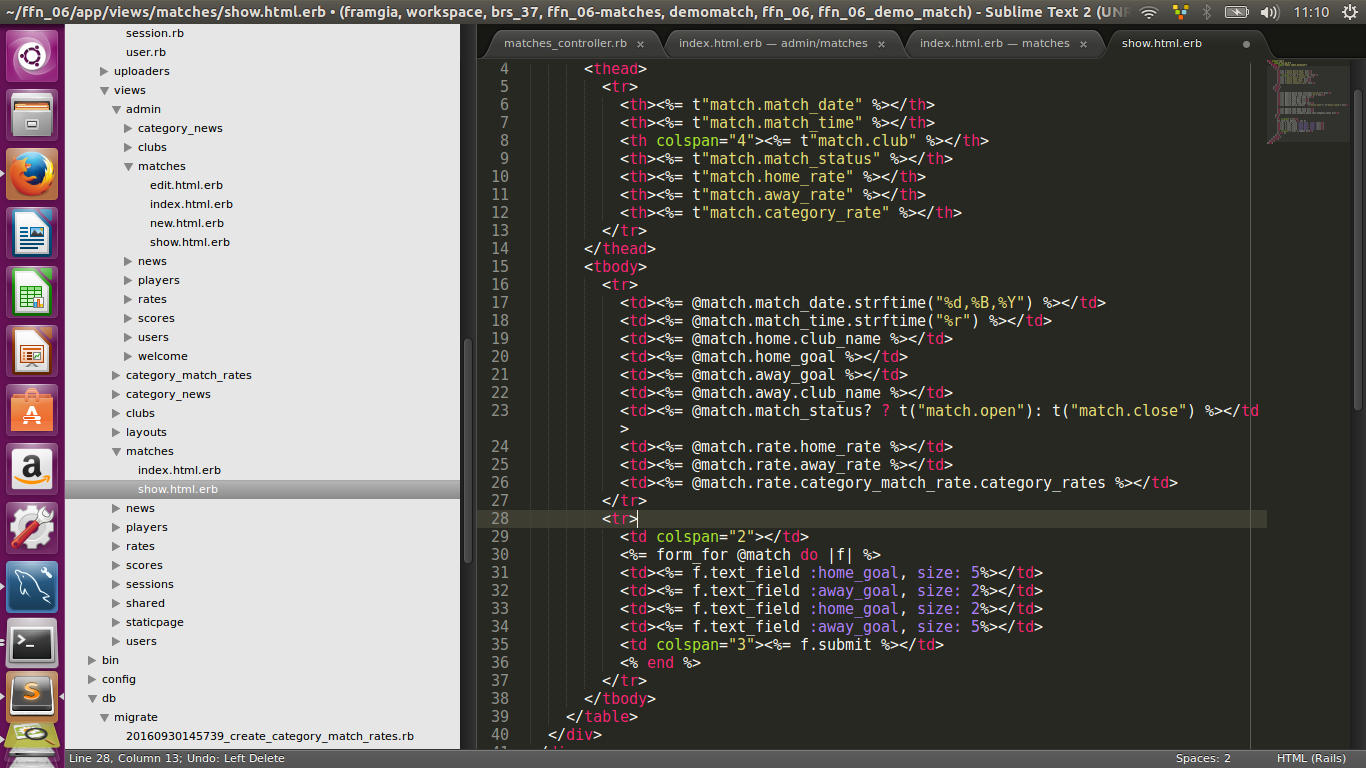 ~/ffn_06/app/views/matches/show.html.erb • (framgia, workspace, brs_37, ffn_06-matches, demomatch, ffn_06, ffn_06_demo_match) - Sublime Text 2 (UNR
11:10
session.rb
user.rb
uploaders
views
admin
category_news
clubs
matches
edit.html.erb
index.html.erb
new.html.erb
show.html.erb
news
players
rates
scores
users
welcome
category_match_rates
category_news
clubs
layouts
matches
index.html.erb
show.html.erb
news
players
rates
scores
sessions
shared
staticpage
users
bin
config
db
migrate
20160930145739_create_category_match_rates.rb
matches_controller.rb ×
index.html.erb — admin/matches ×
index.html.erb — matches ×
show.html.erb
4 <thead>
5 <tr>
6 <th><%= t"match.match_date" %></th>
7 <th><%= t"match.match_time" %></th>
8 <th colspan="4"><%= t"match.club" %></th>
9 <th><%= t"match.match_status" %></th>
10 <th><%= t"match.home_rate" %></th>
11 <th><%= t"match.away_rate" %></th>
12 <th><%= t"match.category_rate" %></th>
13 </tr>
14 </thead>
15 <tbody>
16 <tr>
17 <td><%= @match.match_date.strftime("%d,%B,%Y") %></td>
18 <td><%= @match.match_time.strftime("%r") %></td>
19 <td><%= @match.home.club_name %></td>
20 <td><%= @match.home_goal %></td>
21 <td><%= @match.away_goal %></td>
22 <td><%= @match.away.club_name %></td>
23 <td><%= @match.match_status? ? t("match.open"): t("match.close") %></td
>
24 <td><%= @match.rate.home_rate %></td>
25 <td><%= @match.rate.away_rate %></td>
26 <td><%= @match.rate.category_match_rate.category_rates %></td>
27 </tr>
28 <tr>
29 <td colspan="2"></td>
30 <%= form_for @match do |f| %>
31 <td><%= f.text_field :home_goal, size: 5%></td>
32 <td><%= f.text_field :away_goal, size: 2%></td>
33 <td><%= f.text_field :home_goal, size: 2%></td>
34 <td><%= f.text_field :away_goal, size: 5%></td>
35 <td colspan="3"><%= f.submit %></td>
36 <% end %>
37 </tr>
38 </tbody>
39 </table>
40 </div>
Line 28, Column 13; Undo: Left Delete
Spaces: 2
HTML (Rails)